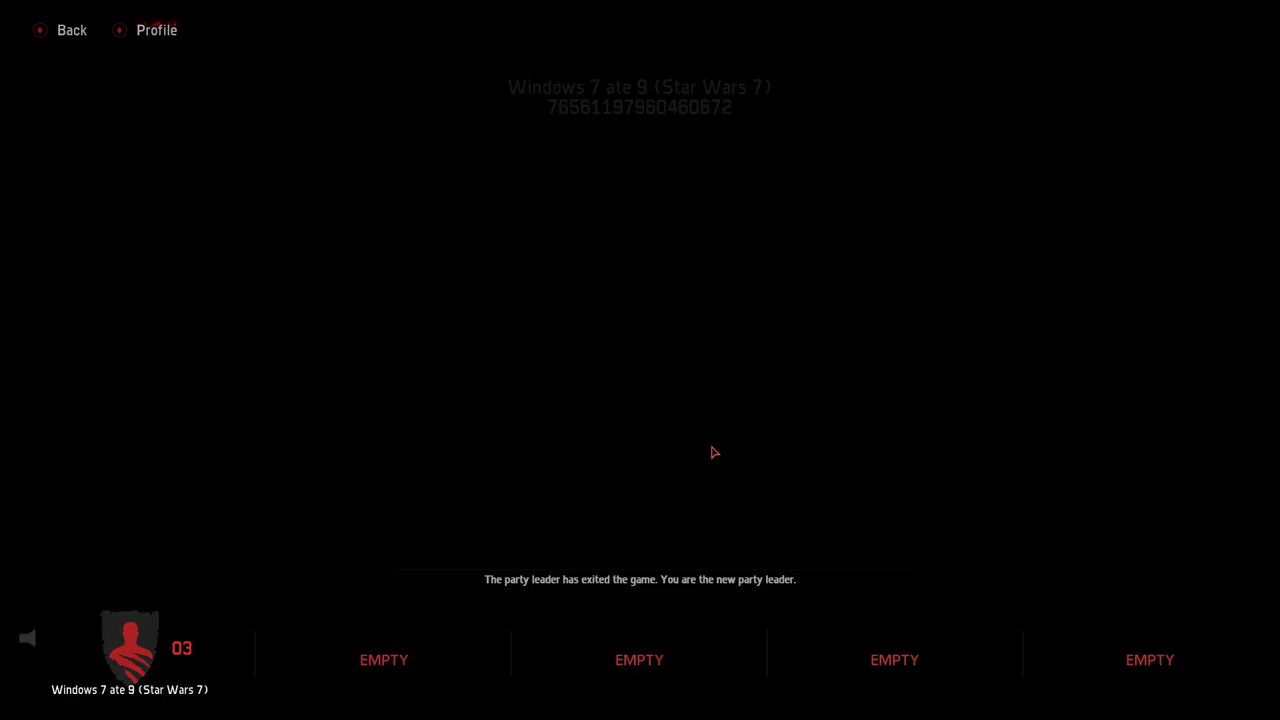 Back Profile
Windows 7 ate 9 (Star Wars 7)
76561197960460672
The party leader has exited the game. You are the new party leader.
03
EMPTY EMPTY EMPTY EMPTY
Windows 7 ate 9 (Star Wars 7)